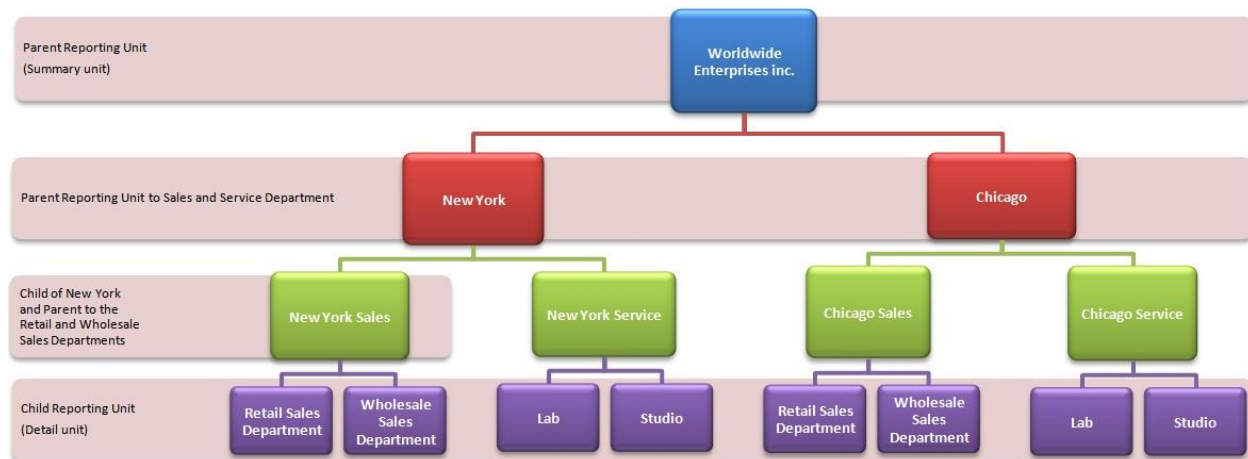 Parent Reporting Unit
(Summary unit)
Worldwide
Enterprises inc.
Parent Reporting Unit to Sales and Service Department
New York
Chicago
Child of New York
and Parent to the
Retail and Wholesale
Sales Departments
New York Sales
New York Service
Chicago Sales
Chicago Service
Child Reporting Unit
(Detail unit)
Retail Sales
Department
Wholesale
Sales
Department
Lab
Studio
Retail Sales
Department
Wholesale
Sales
Department
Lab
Studio